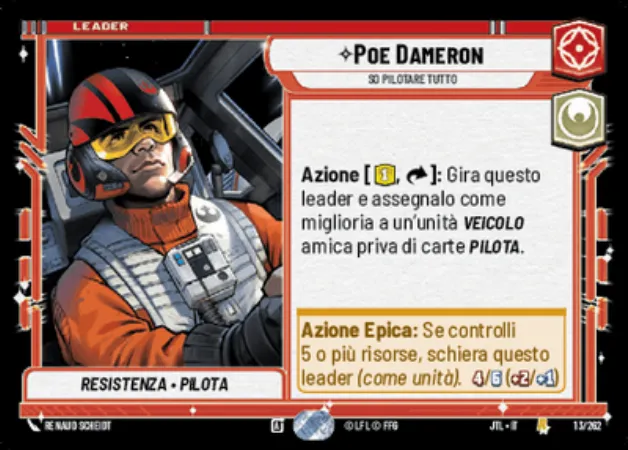 LEADER
POE DAMERON
SO PILOTARE TUTTO
Azione [1, ]: Gira questo
leader e assegnalo come
miglioria a un'unità VEICOLO
amica priva di carte PILOTA.
Azione Epica: Se controlli
5 o più risorse, schiera questo
leader (come unità). 4/6 (+2/+1)
RESISTENZA • PILOTA
RENAUD SCHEIDT
© LFL © FFG
JTL • IT
13/262